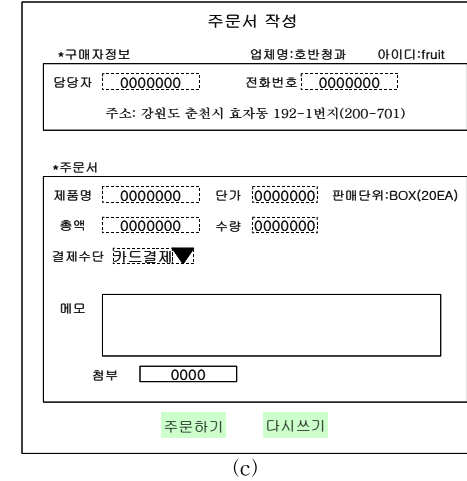 주문서 작성
*구매자정보 업체명:호반청과 아이디:fruit
담당자 0000000 전화번호 0000000
주소: 강원도 춘천시 효자동 192-1번지(200-701)
*주문서
제품명 0000000 단가 0000000 판매단위:BOX(20EA)
총액 0000000 수량 0000000
결제수단 카드결제
메모
첨부 0000
주문하기 다시쓰기
(c)